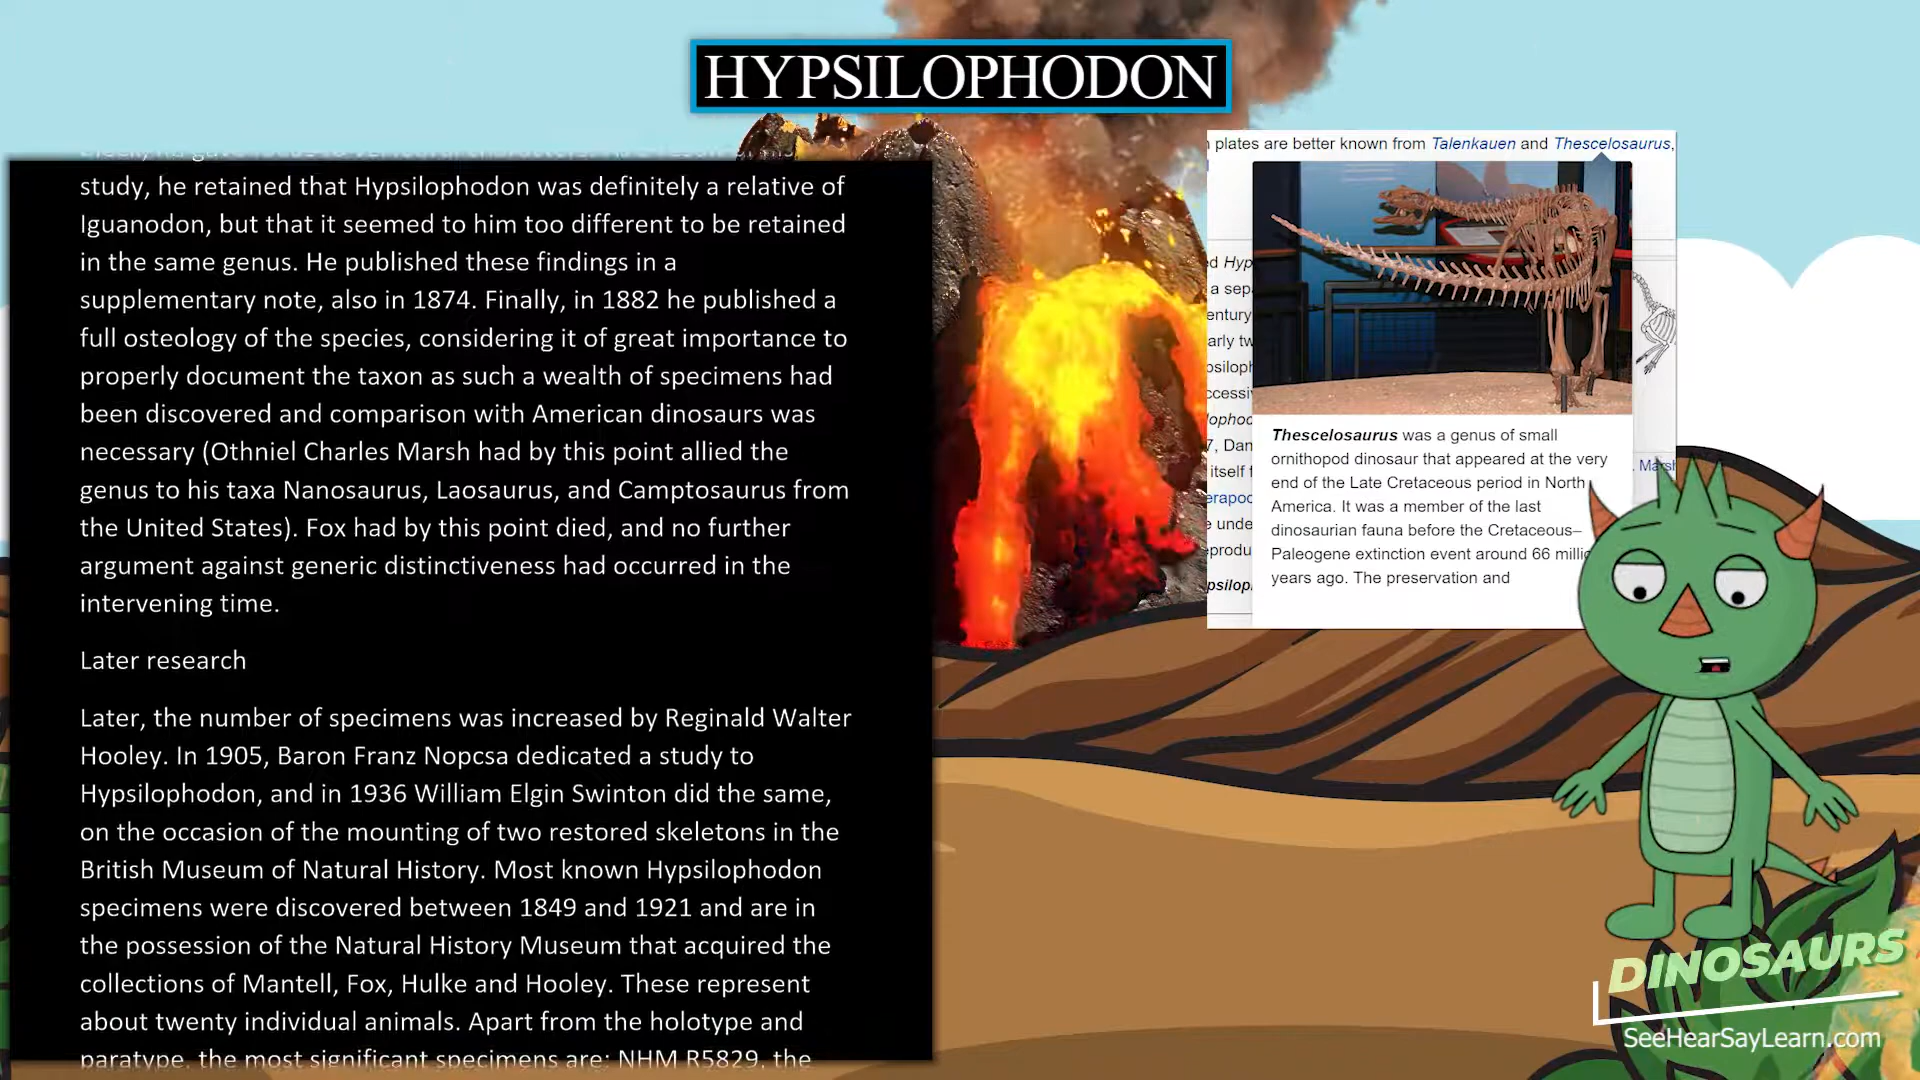 HYPSILOPHODON
study, he retained that Hypsilophodon was definitely a relative of
Iguanodon, but that it seemed to him too different to be retained
in the same genus. He published these findings in a
supplementary note, also in 1874. Finally, in 1882 he published a
full osteology of the species, considering it of great importance to
properly document the taxon as such a wealth of specimens had
been discovered and comparison with American dinosaurs was
necessary (Othniel Charles Marsh had by this point allied the
genus to his taxa Nanosaurus, Laosaurus, and Camptosaurus from
the United States). Fox had by this point died, and no further
argument against generic distinctiveness had occurred in the
intervening time.
Later research
Later, the number of specimens was increased by Reginald Walter
Hooley. In 1905, Baron Franz Nopcsa dedicated a study to
Hypsilophodon, and in 1936 William Elgin Swinton did the same,
on the occasion of the mounting of two restored skeletons in the
British Museum of Natural History. Most known Hypsilophodon
specimens were discovered between 1849 and 1921 and are in
the possession of the Natural History Museum that acquired the
collections of Mantell, Fox, Hulke and Hooley. These represent
about twenty individual animals. Apart from the holotype and
paratype, the most significant specimens are: NHM R5829, the
plates are better known from Talenkauen and Thescelosaurus,
Thescelosaurus was a genus of small
ornithopod dinosaur that appeared at the very
end of the Late Cretaceous period in North
America. It was a member of the last
dinosaurian fauna before the Cretaceous–
Paleogene extinction event around 66 millio
years ago. The preservation and
DINOSAURS
SeeHearSayLearn.com